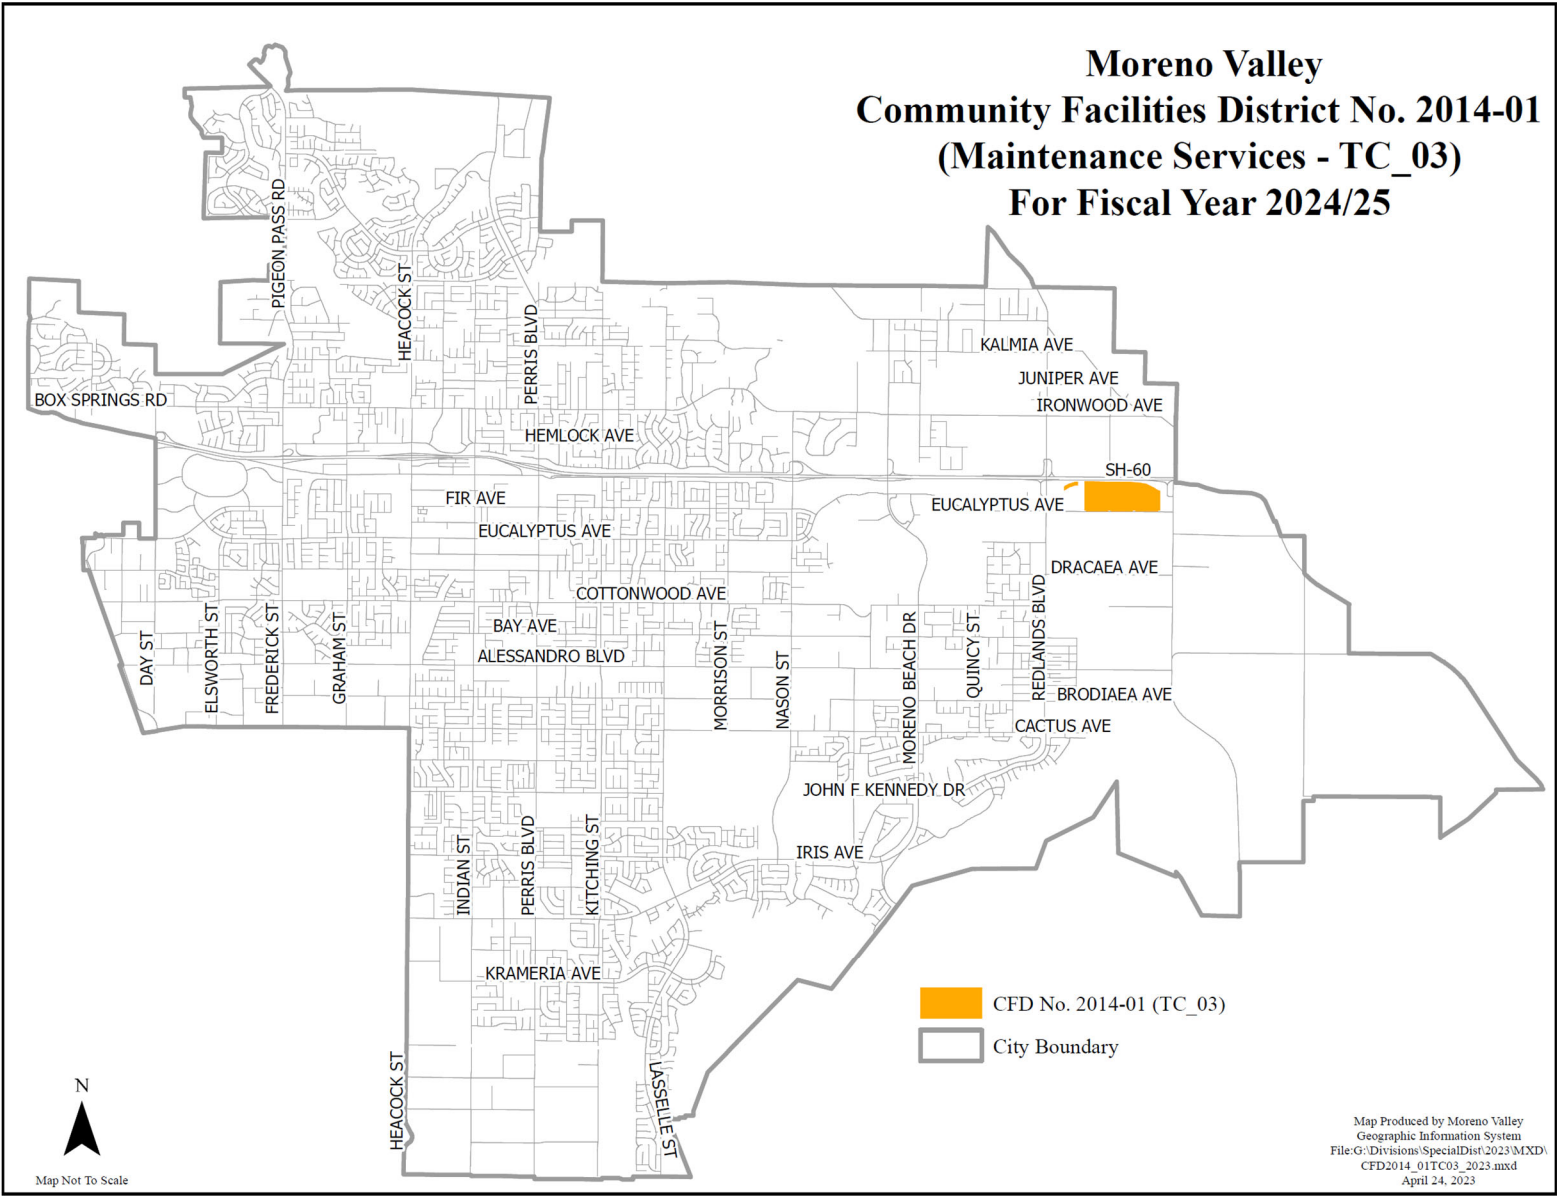 Moreno Valley
Community Facilities District No. 2014-01
(Maintenance Services - TC_03)
For Fiscal Year 2024/25
PIGEON PASS RD
HEACOCK ST
PERRIS BLVD
KALMIA AVE
JUNIPER AVE
BOX SPRINGS RD
IRONWOOD AVE
HEMLOCK AVE
SH-60
FIR AVE
EUCALYPTUS AVE
EUCALYPTUS AVE
DRACAEA AVE
COTTONWOOD AVE
BAY AVE
ALESSANDRO BLVD
DAY ST
ELSWORTH ST
FREDERICK ST
GRAHAM ST
MORRISON ST
NASON ST
MORENO BEACH DR
QUINCY ST
REDLANDS BLVD
BRODIAEA AVE
CACTUS AVE
JOHN F KENNEDY DR
IRIS AVE
INDIAN ST
PERRIS BLVD
KITCHING ST
KRAMERIA AVE
HEACOCK ST
LASSELLE ST
CFD No. 2014-01 (TC_03)
City Boundary
N
Map Not To Scale
Map Produced by Moreno Valley
Geographic Information System
File:G:\Divisions\SpecialDist\2023\MXD\
CFD2014_01TC03_2023.mxd
April 24, 2023